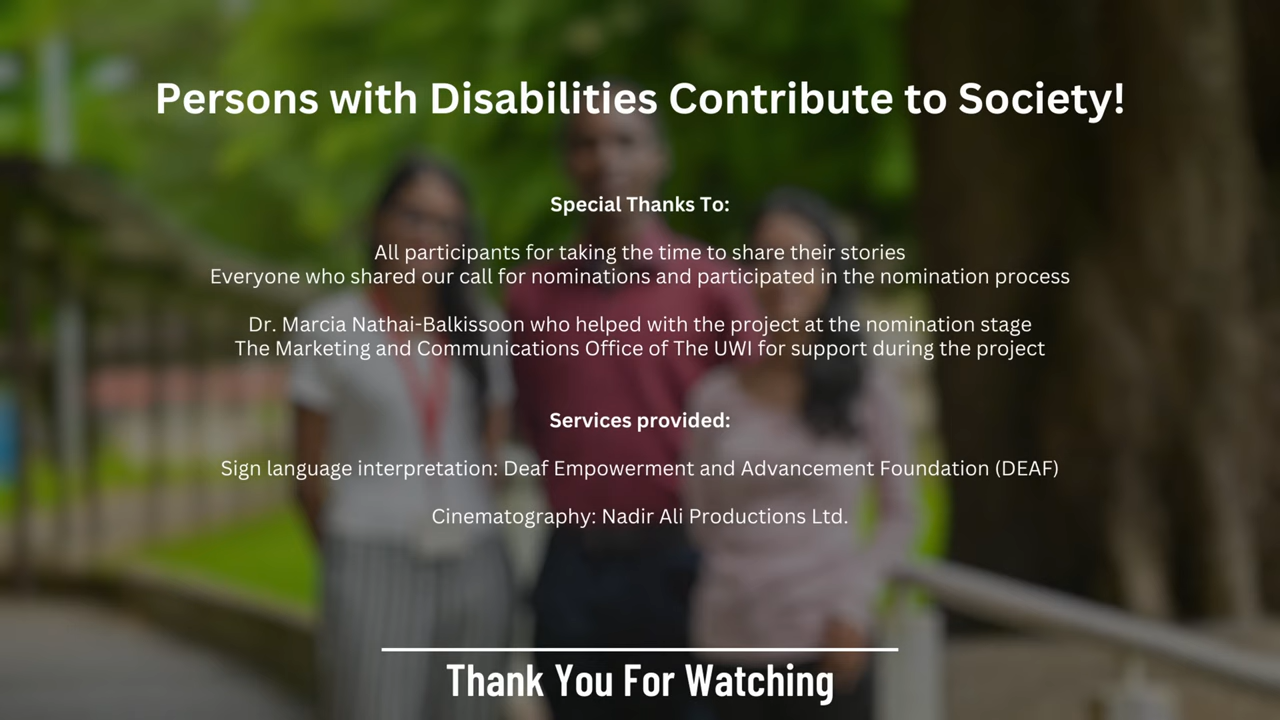 Persons with Disabilities Contribute to Society!
Special Thanks To:
All participants for taking the time to share their stories
Everyone who shared our call for nominations and participated in the nomination process
Dr. Marcia Nathai-Balkissoon who helped with the project at the nomination stage
The Marketing and Communications Office of The UWI for support during the project
Services provided:
Sign language interpretation: Deaf Empowerment and Advancement Foundation (DEAF)
Cinematography: Nadir Ali Productions Ltd.
Thank You For Watching